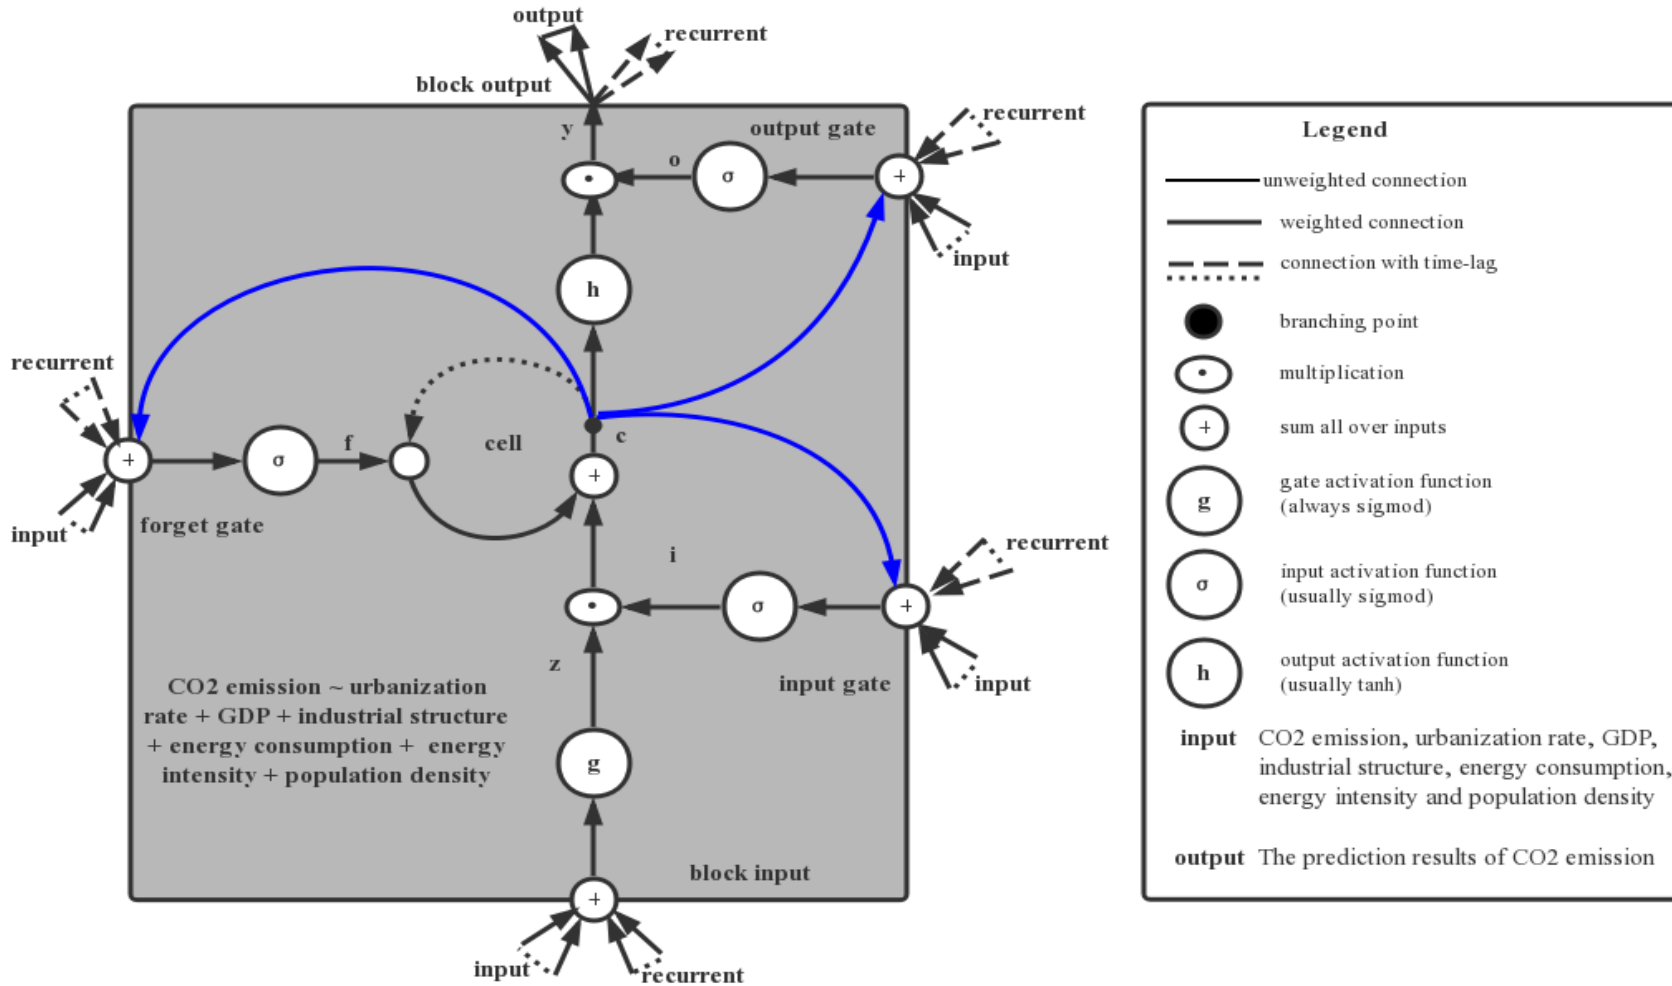 output
recurrent
block output
y
output gate
recurrent
o
σ
+
input
h
recurrent
+
σ
f
cell
c
+
input
forget gate
i
recurrent
σ
+
z
input gate
input
CO2 emission ~ urbanization
rate + GDP + industrial structure
+ energy consumption + energy
intensity + population density
g
block input
+
input
recurrent
Legend
unweighted connection
weighted connection
connection with time-lag
branching point
multiplication
+ sum all over inputs
g
gate activation function
(always sigmod)
σ
input activation function
(usually sigmod)
h
output activation function
(usually tanh)
input CO2 emission, urbanization rate, GDP,
industrial structure, energy consumption,
energy intensity and population density
output The prediction results of CO2 emission